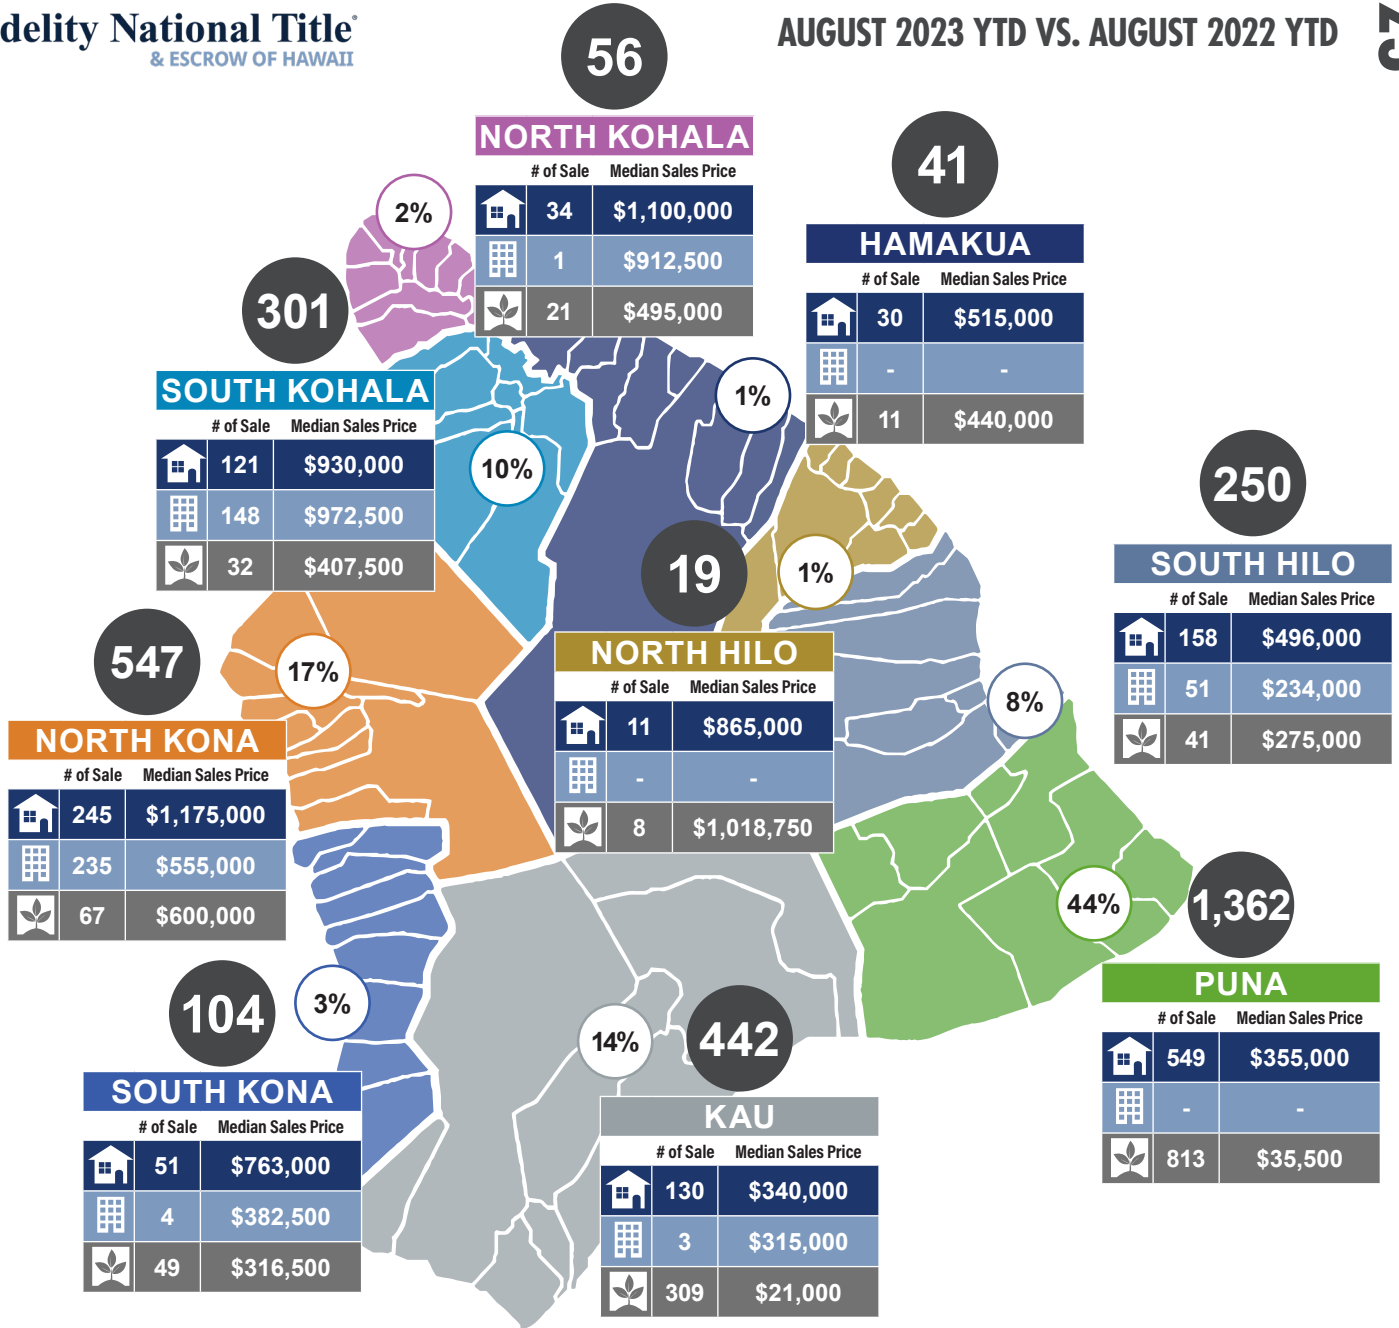 delity National Title
& ESCROW OF HAWAII
AUGUST 2023 YTD VS. AUGUST 2022 YTD
56
NORTH KOHALA
# of Sale Median Sales Price
34 $1,100,000
1 $912,500
21 $495,000
2%
41
HAMAKUA
# of Sale Median Sales Price
30 $515,000
- -
11 $440,000
1%
301
SOUTH KOHALA
# of Sale Median Sales Price
121 $930,000
148 $972,500
32 $407,500
10%
250
SOUTH HILO
# of Sale Median Sales Price
158 $496,000
51 $234,000
41 $275,000
8%
19
1%
NORTH HILO
# of Sale Median Sales Price
11 $865,000
- -
8 $1,018,750
547
17%
NORTH KONA
# of Sale Median Sales Price
245 $1,175,000
235 $555,000
67 $600,000
44%
1,362
PUNA
# of Sale Median Sales Price
549 $355,000
- -
813 $35,500
104
3%
SOUTH KONA
# of Sale Median Sales Price
51 $763,000
4 $382,500
49 $316,500
14%
442
KAU
# of Sale Median Sales Price
130 $340,000
3 $315,000
309 $21,000